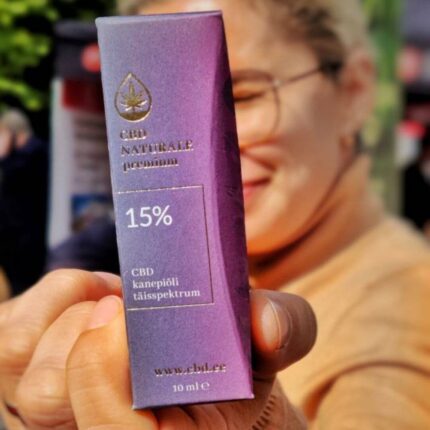 CBD
NATURALE
premium
15%
CBD
kanepiõli
täisspektrum
www.cbd.ee
10 ml e